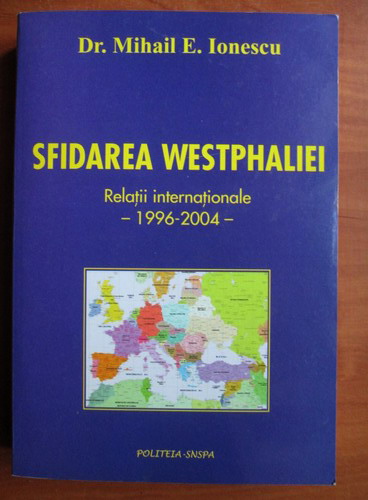 Dr. Mihail E. Ionescu
SFIDAREA WESTPHALIEI
Relații internaționale
– 1996-2004 –
POLITEIA-SNSPA